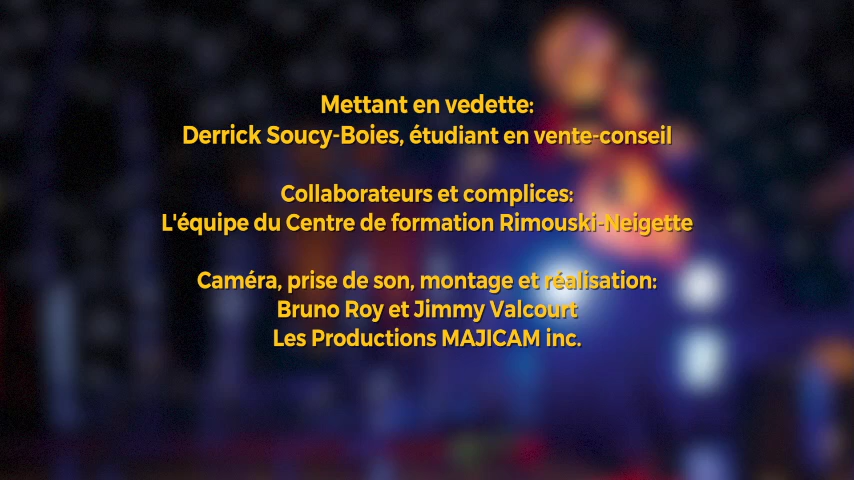 Mettant en vedette:
Derrick Soucy-Boies, étudiant en vente-conseil
Collaborateurs et complices:
L'équipe du Centre de formation Rimouski-Neigette
Caméra, prise de son, montage et réalisation:
Bruno Roy et Jimmy Valcourt
Les Productions MAJICAM inc.